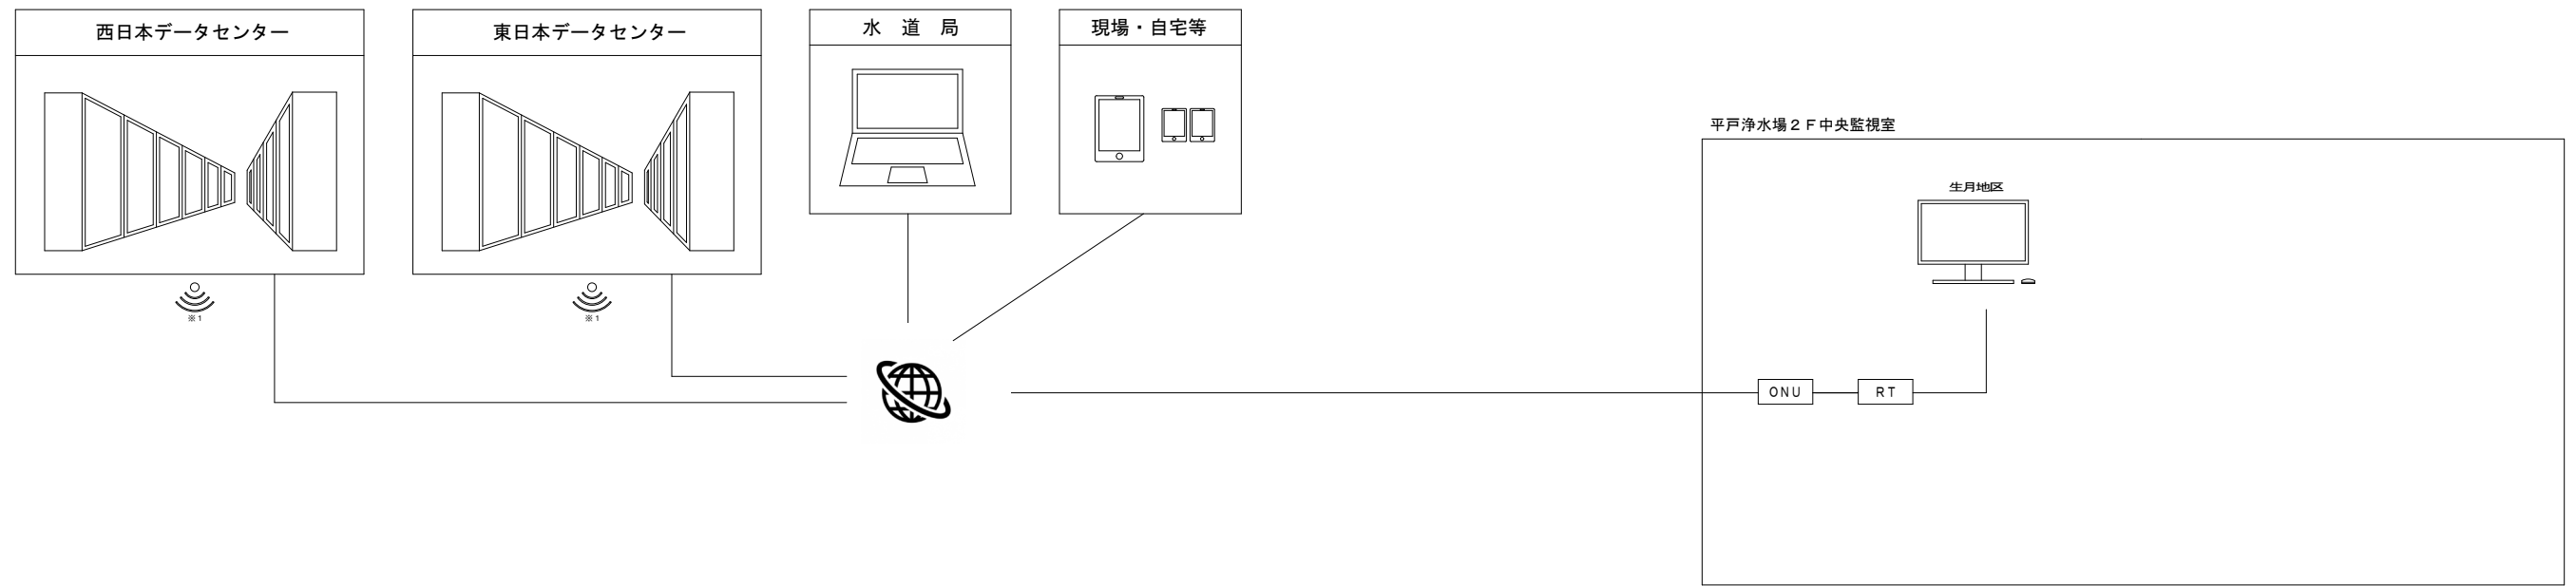 西日本データセンター
東日本データセンター
水　道　局
現場・自宅等
平戸浄水場２Ｆ中央監視室
生月地区
※１
※１
ＯＮＵ
ＲＴ